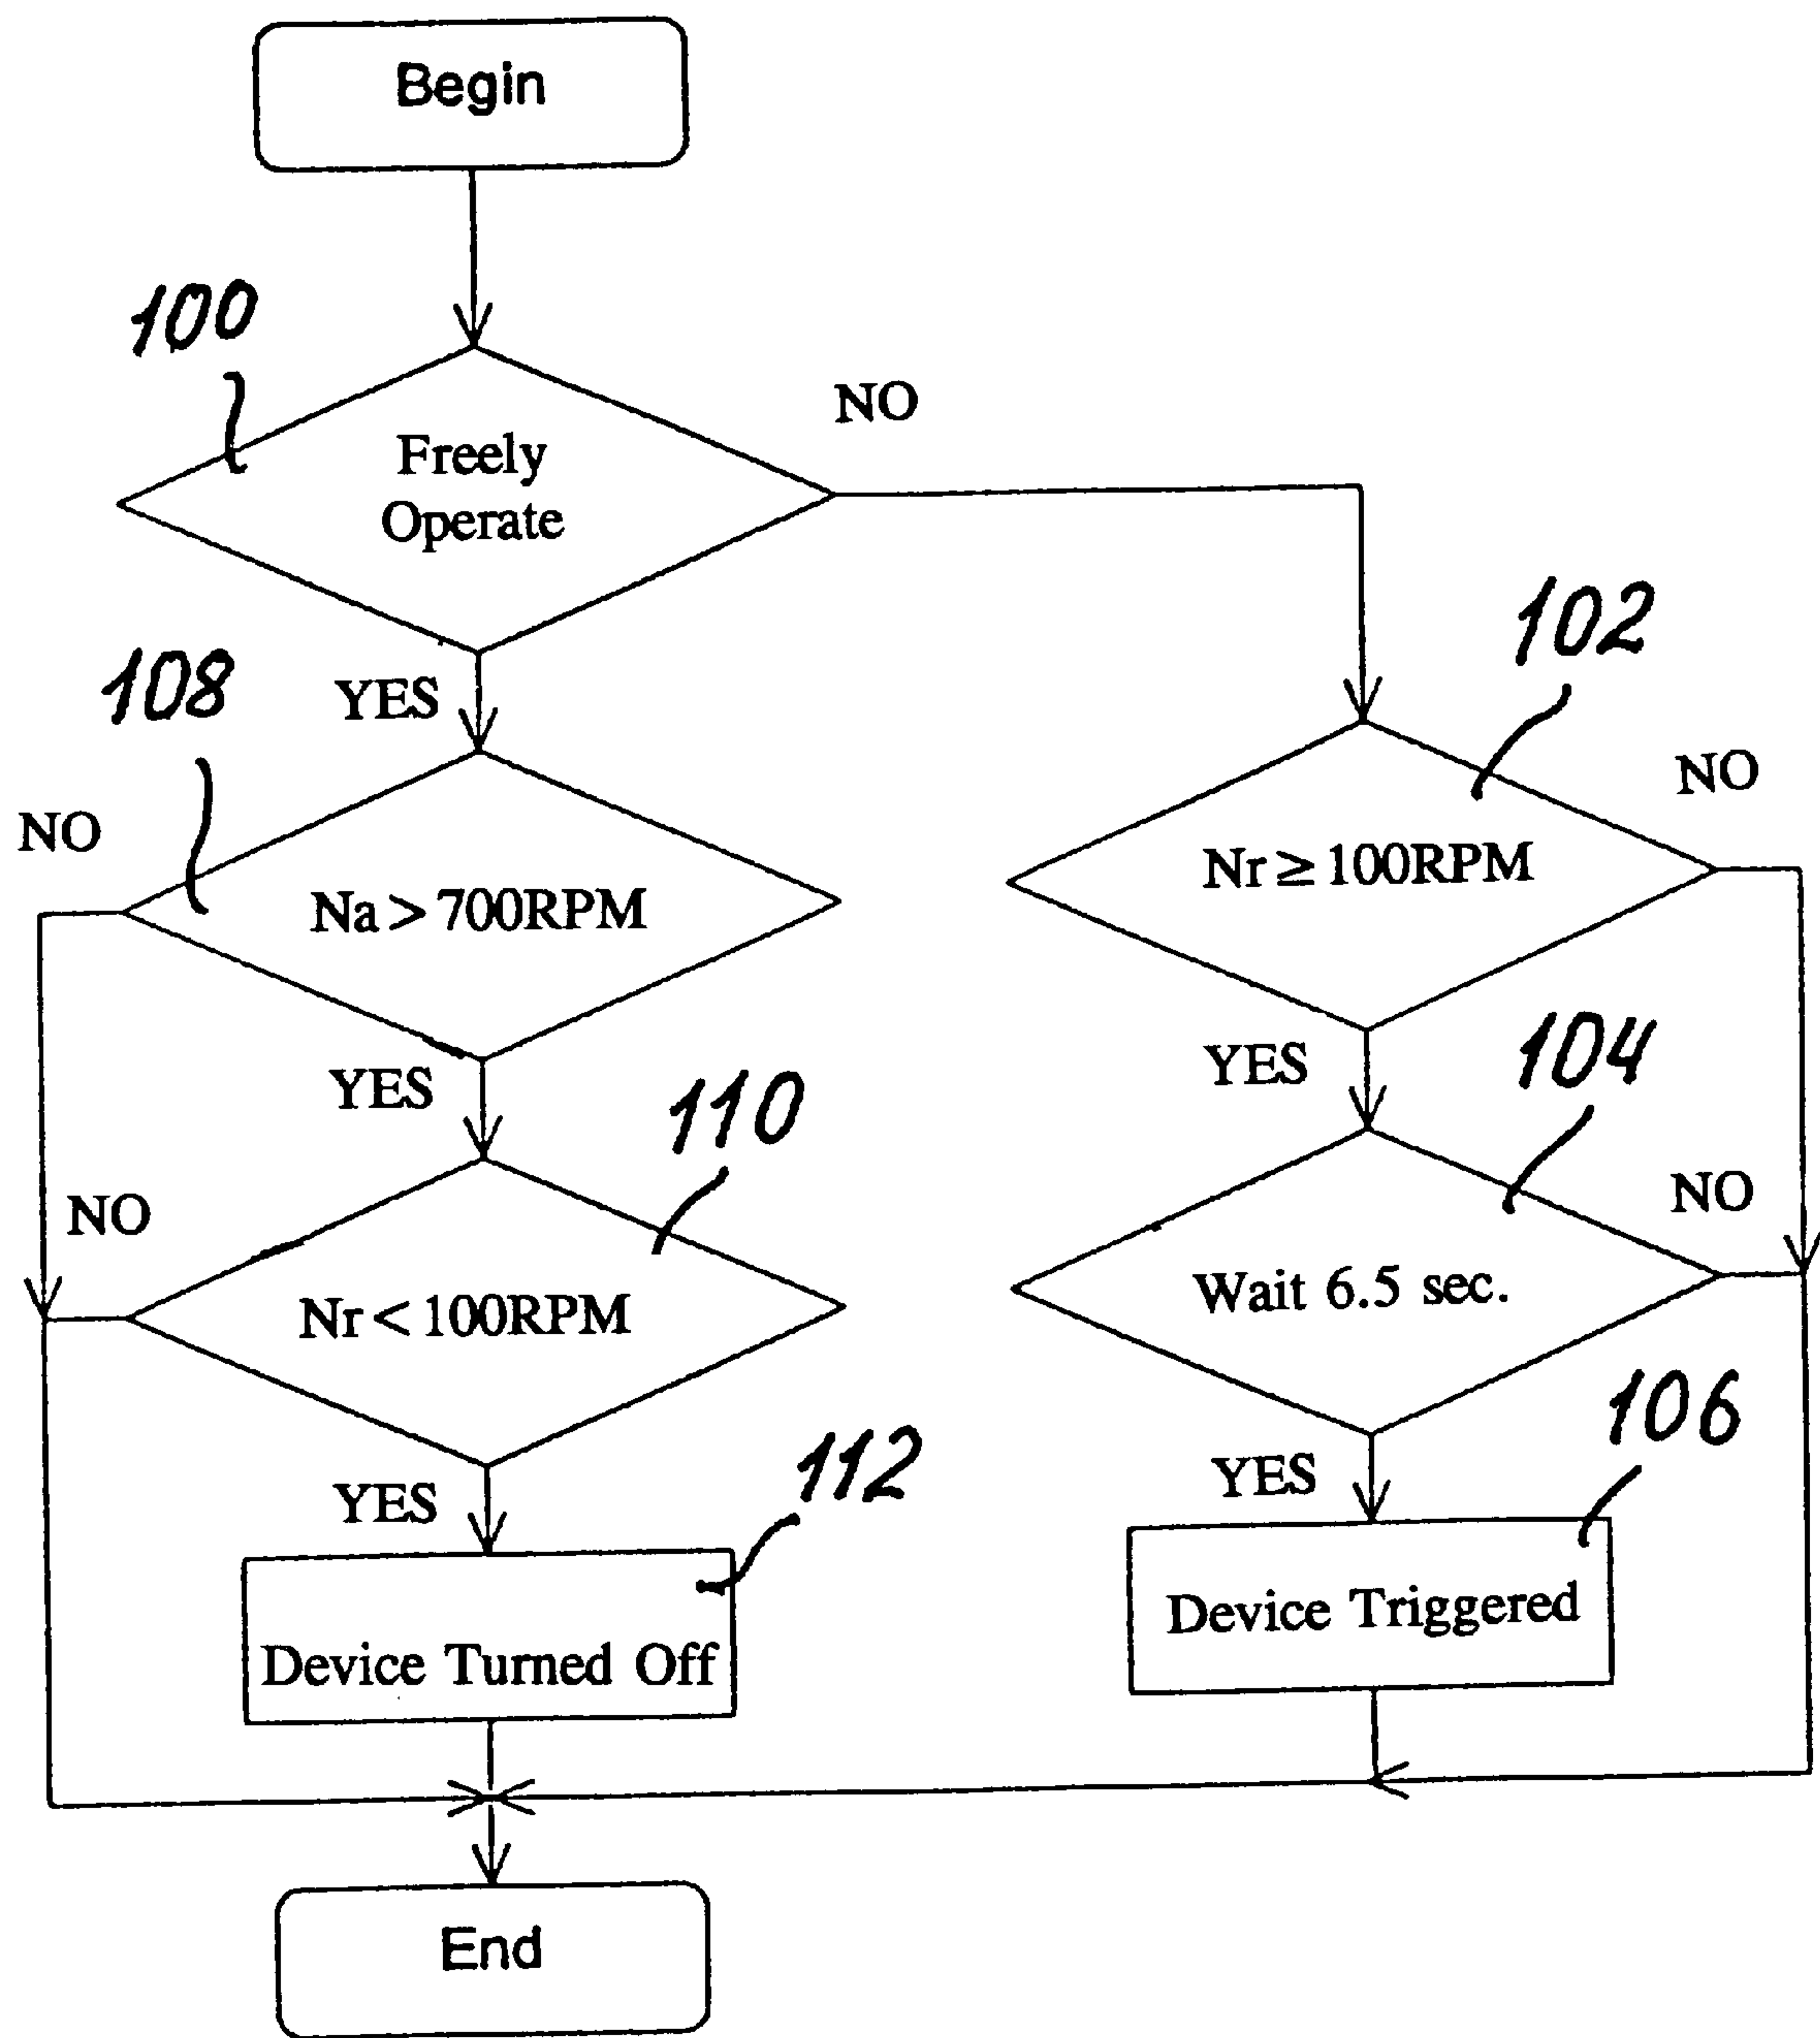 Begin
100
NO
Freely
Operate
102
108
YES
NO
NO
Nr ≥ 100RPM
Na > 700RPM
104
YES
YES
110
NO
NO
Wait 6.5 sec.
Nr < 100RPM
106
112
YES
YES
Device Triggered
Device Turned Off
End